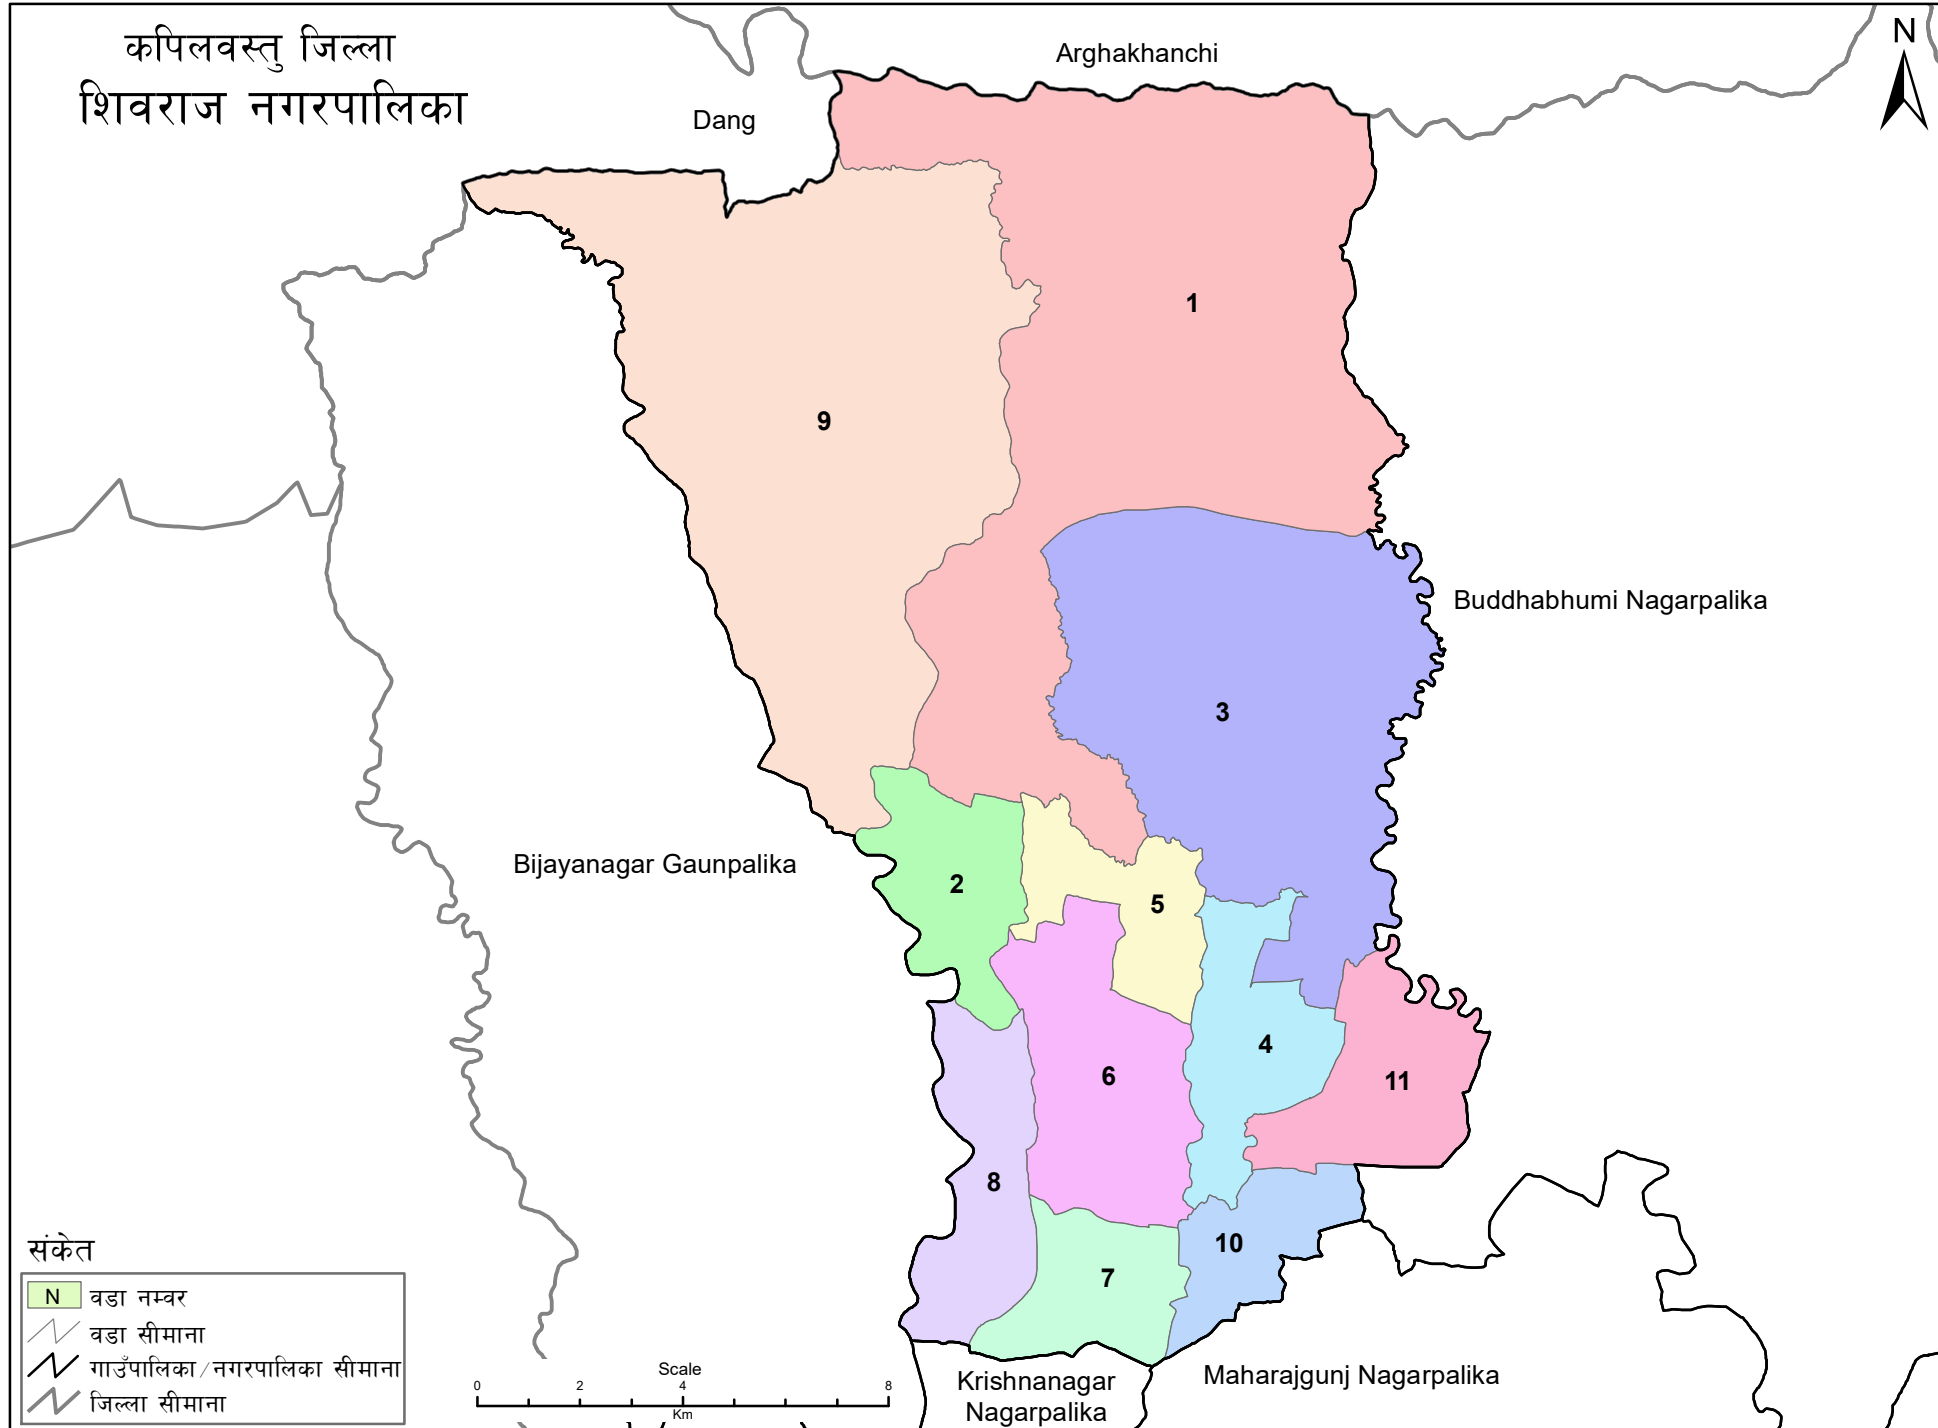 कपिलवस्तु जिल्ला
शिवराज नगरपालिका
Arghakhanchi
N
Dang
1
9
Buddhabhumi Nagarpalika
3
Bijayanagar Gaunpalika
2
5
4
6
11
8
10
7
संकेत
N वडा नम्वर
वडा सीमाना
गाउँपालिका/नगरपालिका सीमाना
जिल्ला सीमाना
Scale
0 2 4 8
Km
Krishnanagar
Nagarpalika
Maharajgunj Nagarpalika